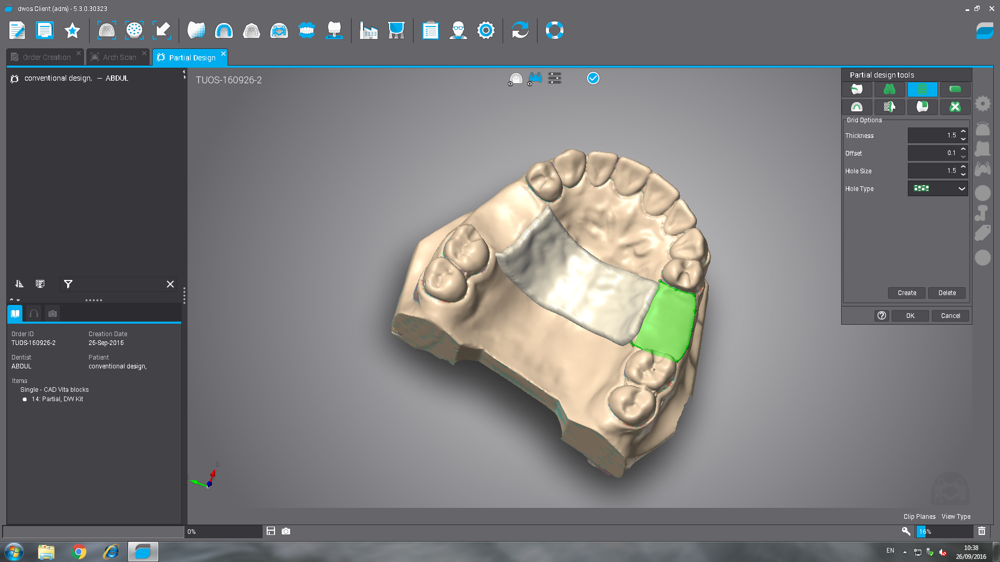 dwos Client (adm) - 5.3.0.30323
Order Creation
Arch Scan
Partial Design
conventional design, — ABDUL
TUOS-160926-2
Partial design tools
Grid Options
Thickness 1.5
Offset 0.1
Hole Size 1.5
Hole Type
Create Delete
OK Cancel
Order ID Creation Date
TUOS-160926-2 26-Sep-2016
Dentist Patient
ABDUL conventional design,
Items
Single - CAD Vita blocks
14: Partial, DW Kit
D
Clip Planes View Type
0%
16%
EN
10:38
26/09/2016